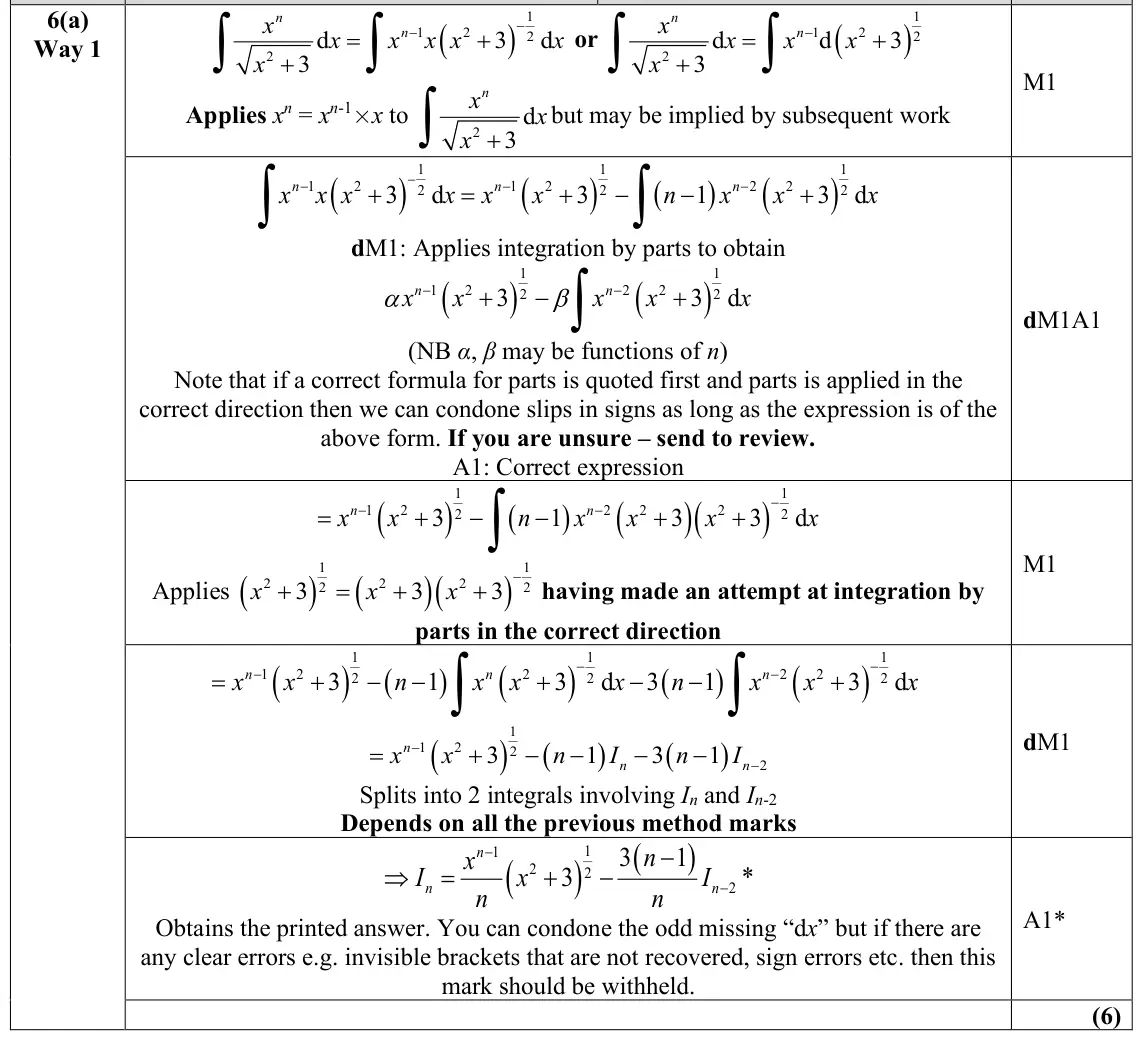 6(a)
Way 1
∫ xⁿ/√(x² + 3) dx = ∫ xⁿ⁻¹x(x² + 3)^(−1/2) dx or ∫ xⁿ/√(x² + 3) dx = ∫ xⁿ⁻¹d(x² + 3)^(1/2)
Applies xⁿ = xⁿ⁻¹ × x to ∫ xⁿ/√(x² + 3) dx but may be implied by subsequent work
M1
∫ xⁿ⁻¹x(x² + 3)^(−1/2) dx = xⁿ⁻¹(x² + 3)^(1/2) − ∫ (n − 1)xⁿ⁻²(x² + 3)^(1/2) dx
dM1: Applies integration by parts to obtain
αxⁿ⁻¹(x² + 3)^(1/2) − β∫ xⁿ⁻²(x² + 3)^(1/2) dx
(NB α, β may be functions of n)
Note that if a correct formula for parts is quoted first and parts is applied in the
correct direction then we can condone slips in signs as long as the expression is of the
above form. If you are unsure – send to review.
A1: Correct expression
dM1A1
= xⁿ⁻¹(x² + 3)^(1/2) − ∫ (n − 1)xⁿ⁻²(x² + 3)(x² + 3)^(−1/2) dx
Applies (x² + 3)^(1/2) = (x² + 3)(x² + 3)^(−1/2) having made an attempt at integration by
parts in the correct direction
M1
= xⁿ⁻¹(x² + 3)^(1/2) − (n − 1)∫ xⁿ(x² + 3)^(−1/2) dx − 3(n − 1)∫ xⁿ⁻²(x² + 3)^(−1/2) dx
= xⁿ⁻¹(x² + 3)^(1/2) − (n − 1)Iₙ − 3(n − 1)Iₙ₋₂
Splits into 2 integrals involving Iₙ and Iₙ₋₂
Depends on all the previous method marks
dM1
⇒ Iₙ = xⁿ⁻¹/n (x² + 3)^(1/2) − 3(n − 1)/n Iₙ₋₂ *
Obtains the printed answer. You can condone the odd missing “dx” but if there are
any clear errors e.g. invisible brackets that are not recovered, sign errors etc. then this
mark should be withheld.
A1*
(6)